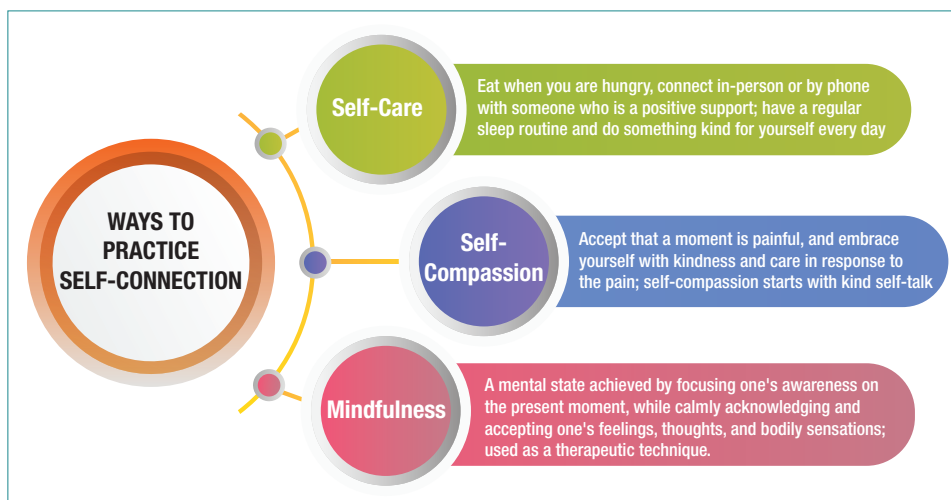 WAYS TO
PRACTICE
SELF-CONNECTION
Self-Care
Eat when you are hungry, connect in-person or by phone
with someone who is a positive support; have a regular
sleep routine and do something kind for yourself every day
Self-
Compassion
Accept that a moment is painful, and embrace
yourself with kindness and care in response to
the pain; self-compassion starts with kind self-talk
Mindfulness
A mental state achieved by focusing one's awareness on
the present moment, while calmly acknowledging and
accepting one's feelings, thoughts, and bodily sensations;
used as a therapeutic technique.